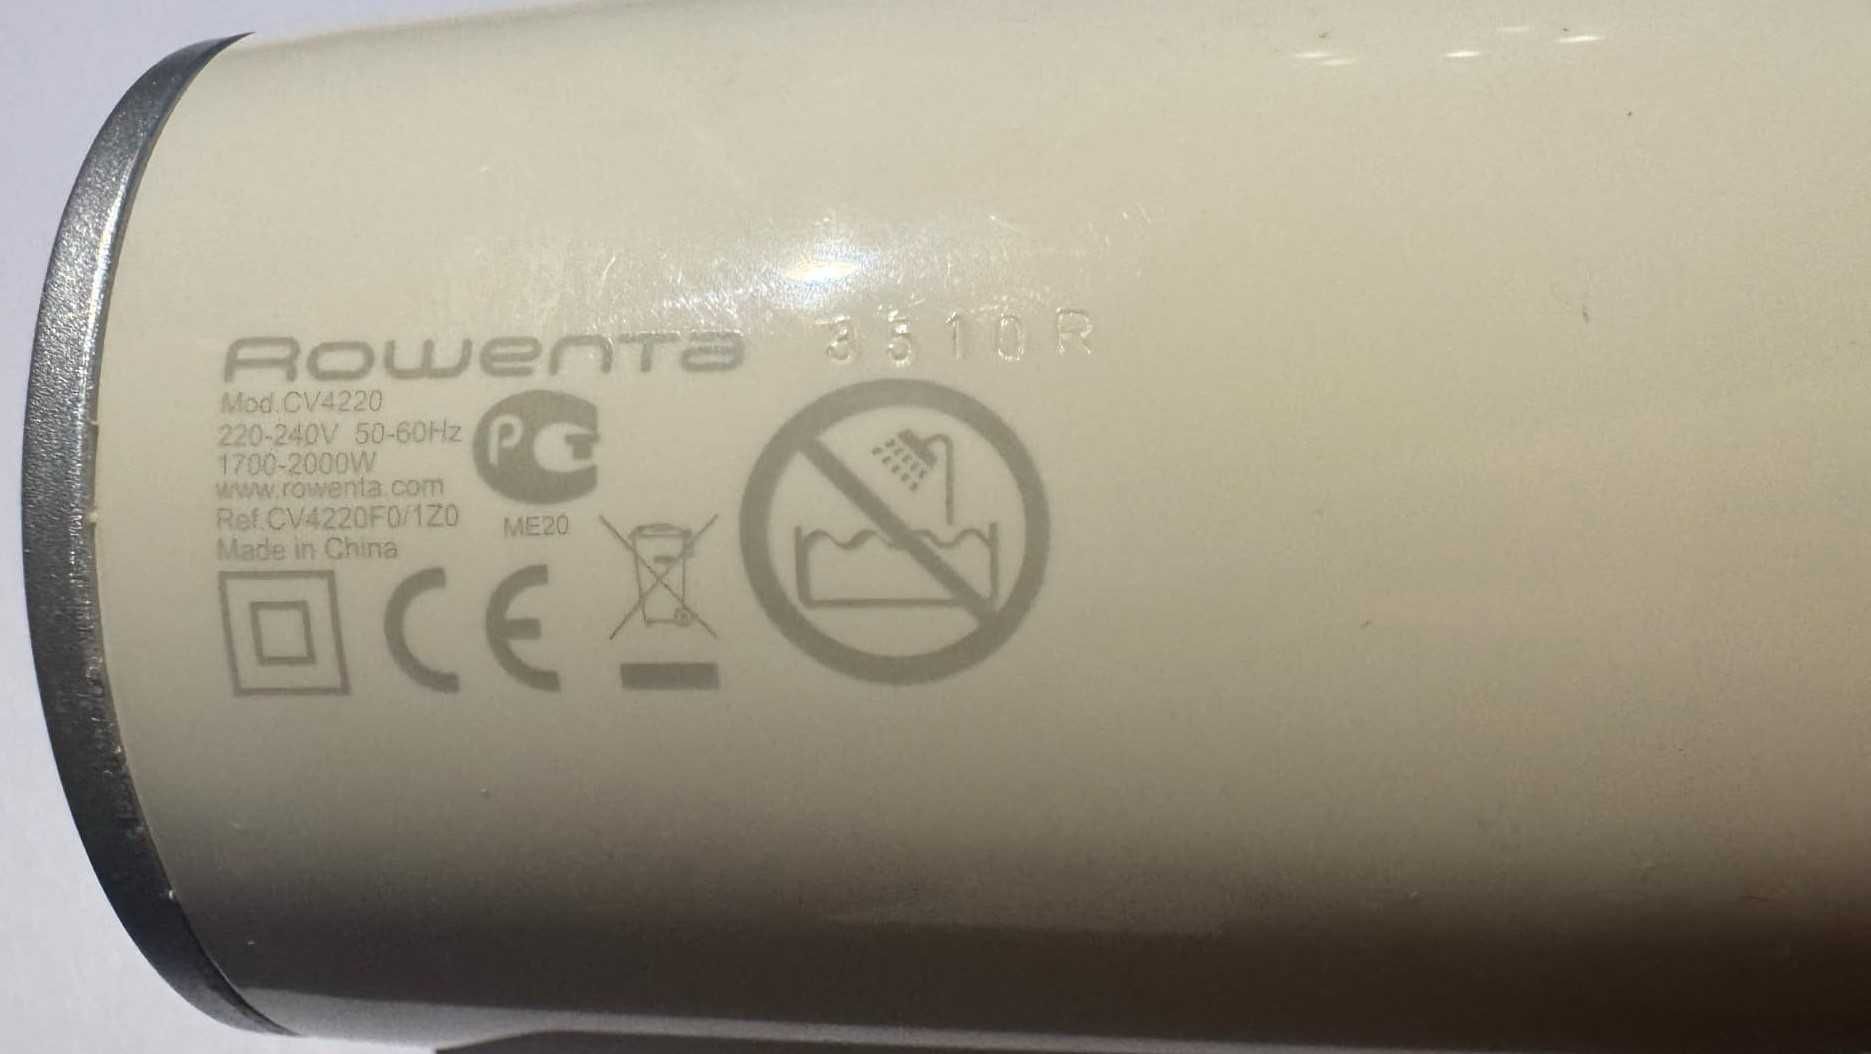 Rowenta 3510R
Mod.CV4220
220-240V 50-60Hz
1700-2000W
www.rowenta.com
Ref.CV4220F0/1Z0
Made in China
PCT
ME20
CE